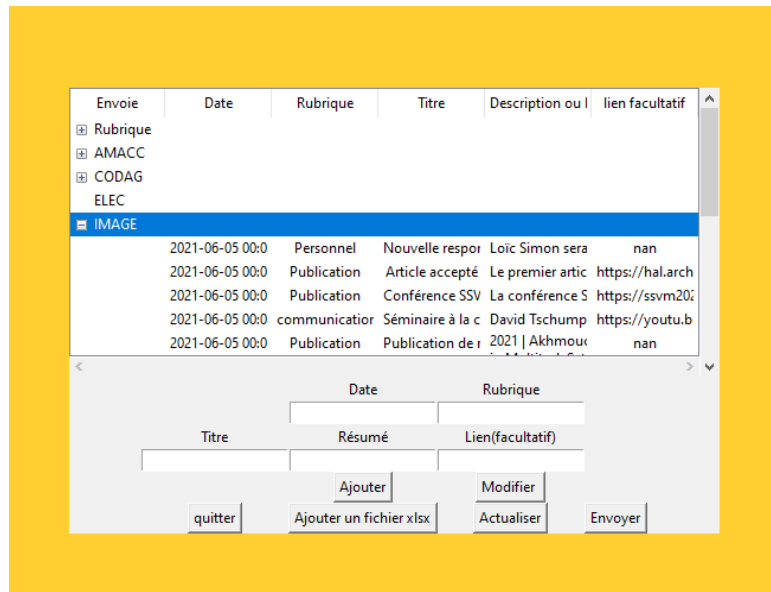 Envoie Date Rubrique Titre Description ou l lien facultatif
Rubrique
AMACC
CODAG
ELEC
IMAGE
2021-06-05 00:0 Personnel Nouvelle respor Loïc Simon sera nan
2021-06-05 00:0 Publication Article accepté Le premier artic https://hal.arch
2021-06-05 00:0 Publication Conférence SSV La conférence S https://ssvm202
2021-06-05 00:0 communication Séminaire à la c David Tschump https://youtu.b
2021-06-05 00:0 Publication Publication de r 2021 | Akhmouc nan
Date Rubrique
Titre Résumé Lien(facultatif)
Ajouter Modifier
quitter Ajouter un fichier xlsx Actualiser Envoyer